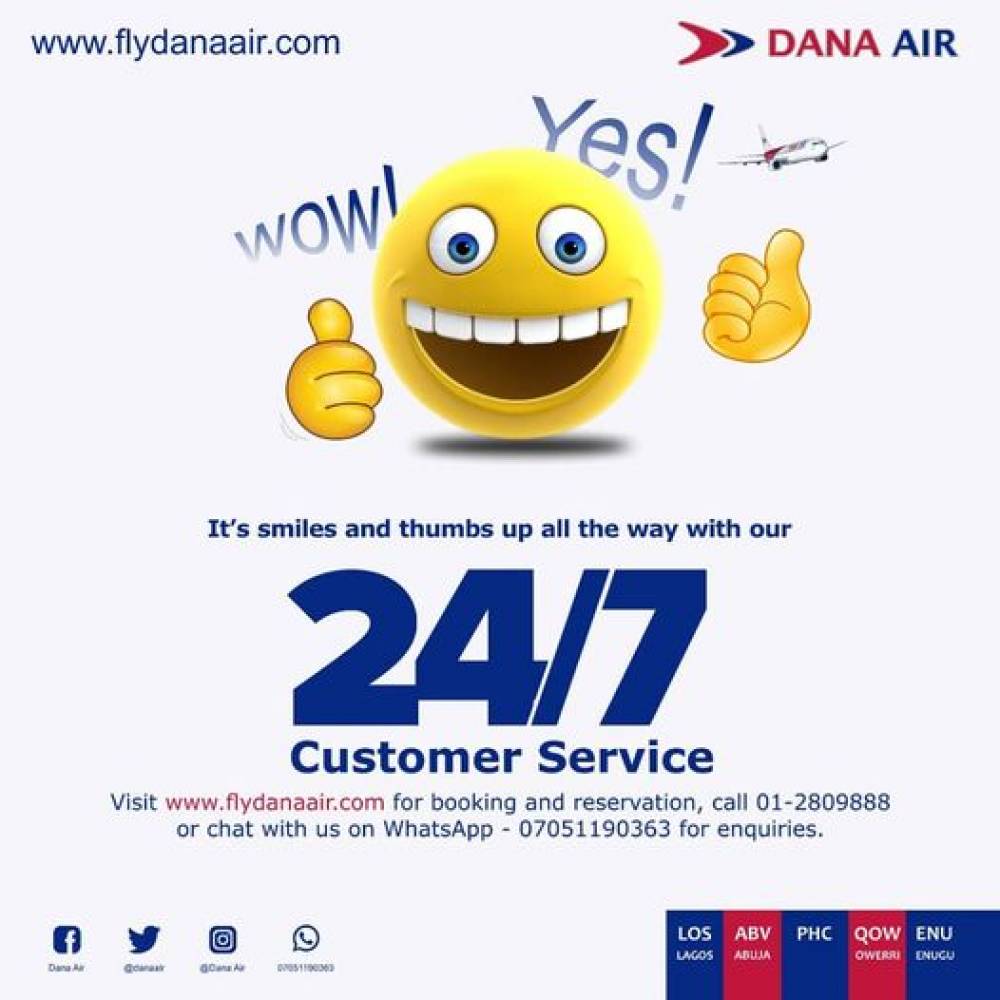 www.flydanaair.com
DANA AIR
wow!
Yes!
It's smiles and thumbs up all the way with our
24/7
Customer Service
Visit www.flydanaair.com for booking and reservation, call 01-2809888
or chat with us on WhatsApp - 07051190363 for enquiries.
Dana Air
@danaair
@Dana Air
07051190363
LOS ABV PHC QOW ENU
LAGOS ABUJA OWERRI ENUGU